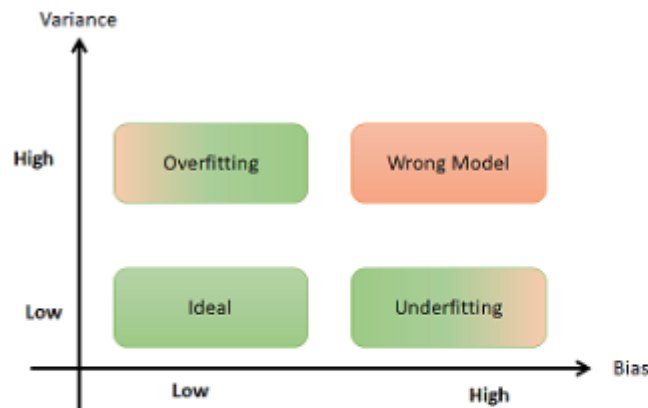 Variance
High
Overfitting
Wrong Model
Low
Ideal
Underfitting
Bias
Low
High